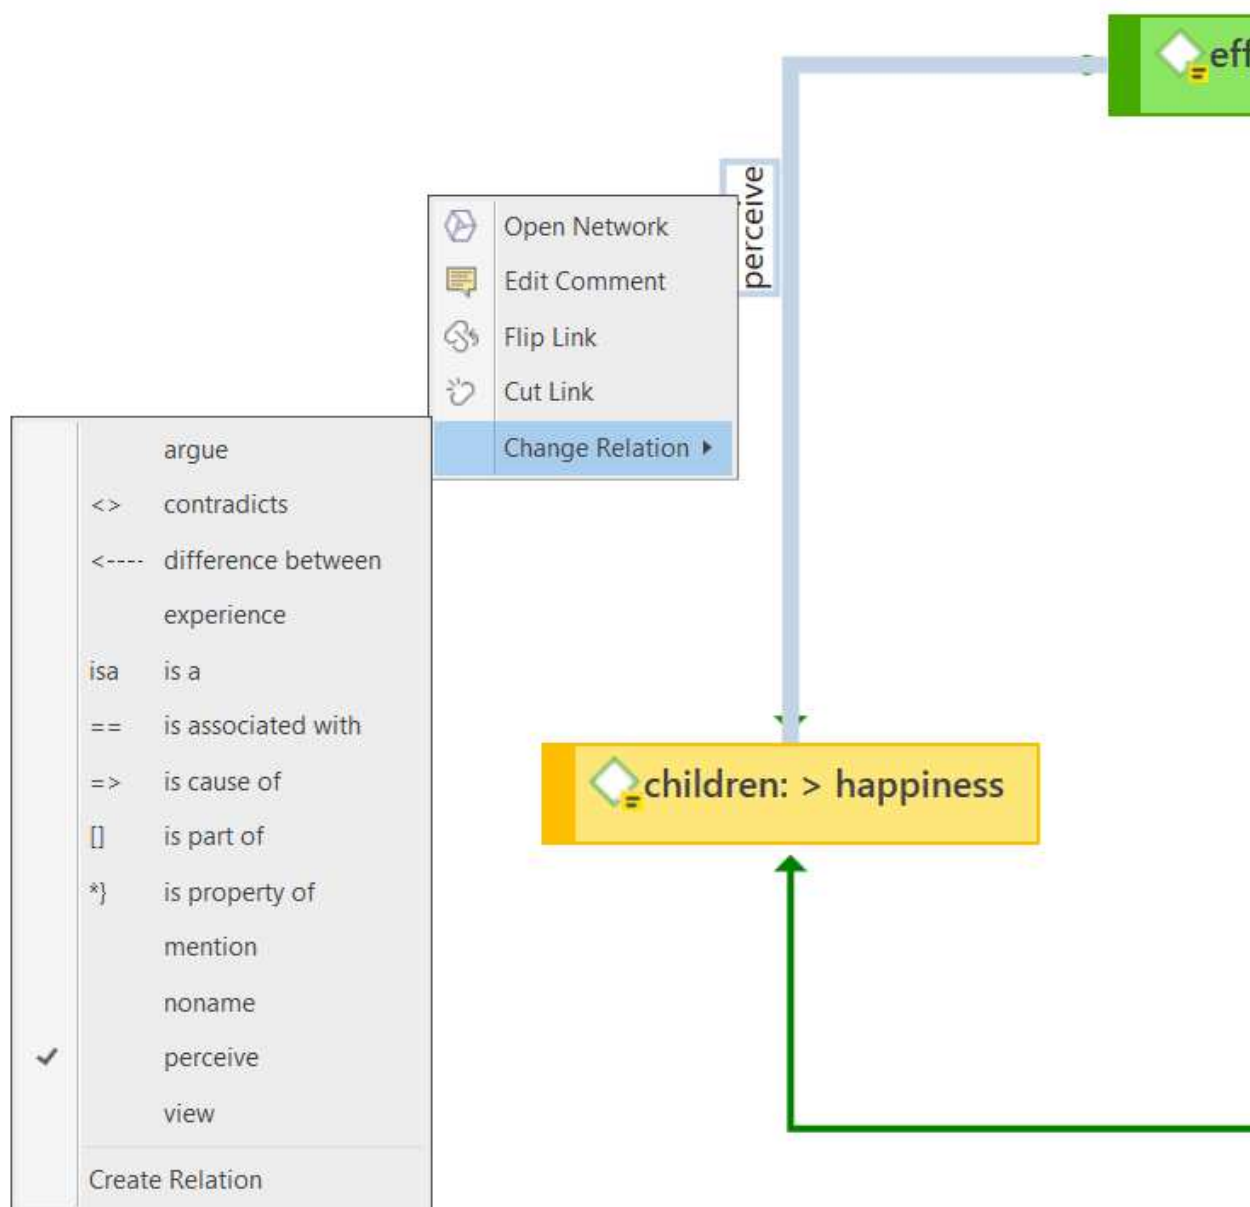 eff
perceive
Open Network
Edit Comment
Flip Link
Cut Link
Change Relation
argue
<> contradicts
<---- difference between
experience
isa is a
== is associated with
=> is cause of
[] is part of
*} is property of
mention
noname
perceive
view
Create Relation
children: > happiness